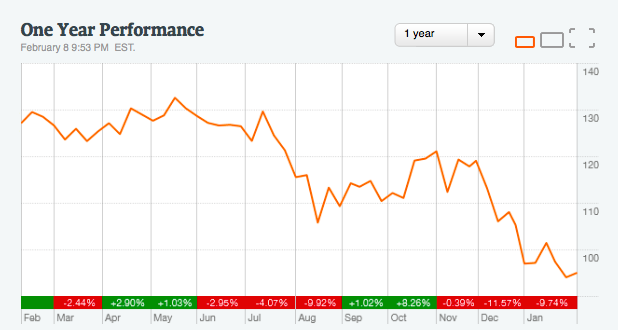 One Year Performance
February 8 9:53 PM EST.
1 year
140
130
120
110
100
-2.44% +2.90% +1.03% -2.95% -4.07% -9.92% +1.02% +8.26% -0.39% -11.57% -9.74%
Feb Mar Apr May Jun Jul Aug Sep Oct Nov Dec Jan